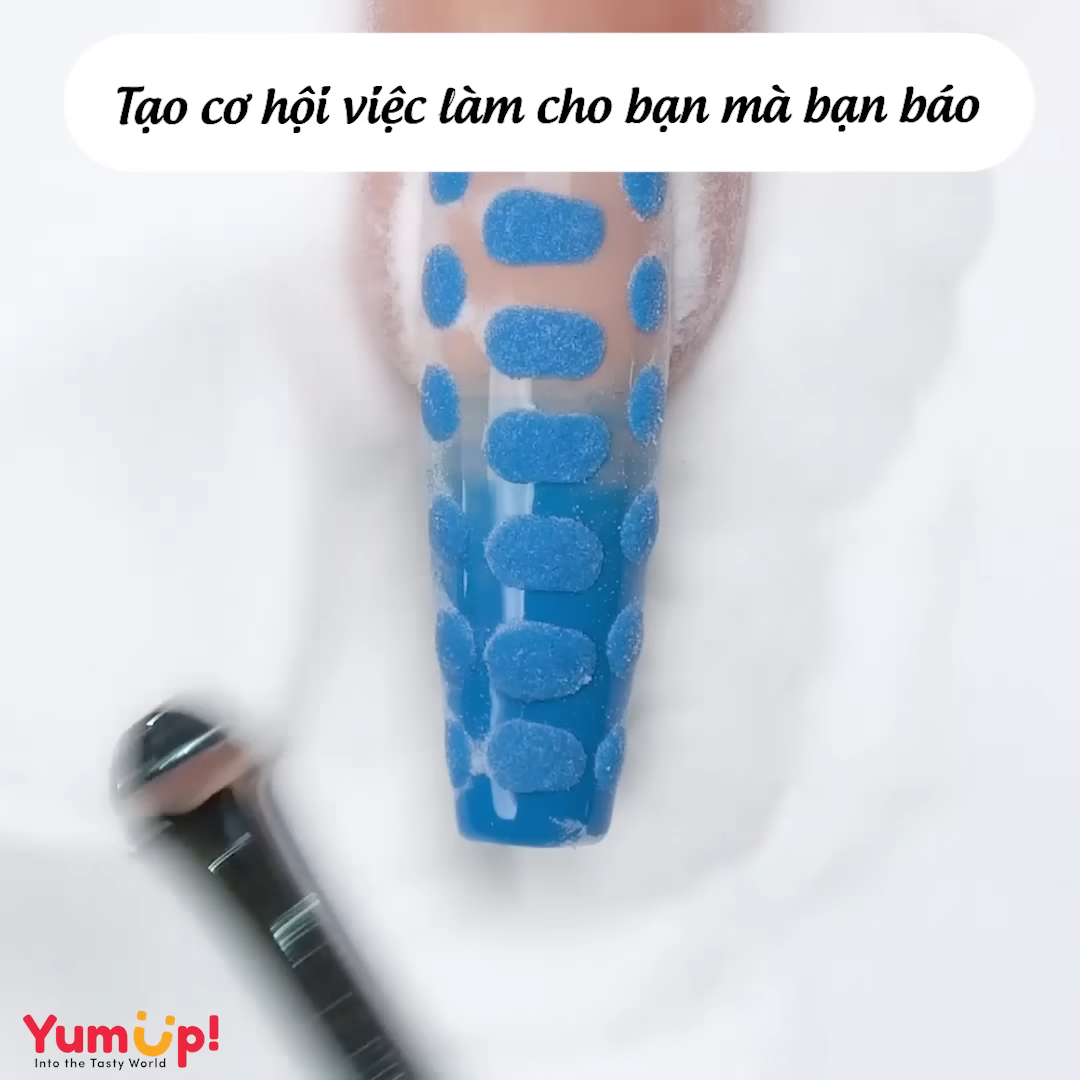 Tạo cơ hội việc làm cho bạn mà bạn báo
YumUp!
Into the Tasty World